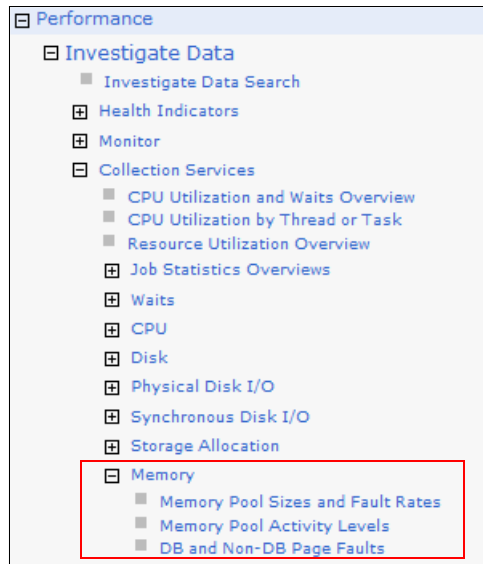 Performance
Investigate Data
Investigate Data Search
Health Indicators
Monitor
Collection Services
CPU Utilization and Waits Overview
CPU Utilization by Thread or Task
Resource Utilization Overview
Job Statistics Overviews
Waits
CPU
Disk
Physical Disk I/O
Synchronous Disk I/O
Storage Allocation
Memory
Memory Pool Sizes and Fault Rates
Memory Pool Activity Levels
DB and Non-DB Page Faults